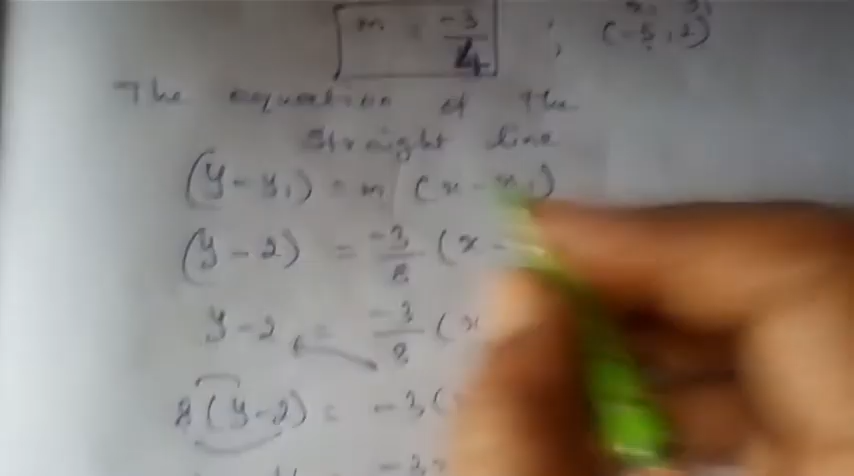 m = -3/4 ; (-5, 2)
The equation of the
straight line
(y - y₁) = m (x - x₁)
(y - 2) = -3/8 (x -
y - 2 = -3/8 (x
8(y-2) = -3(